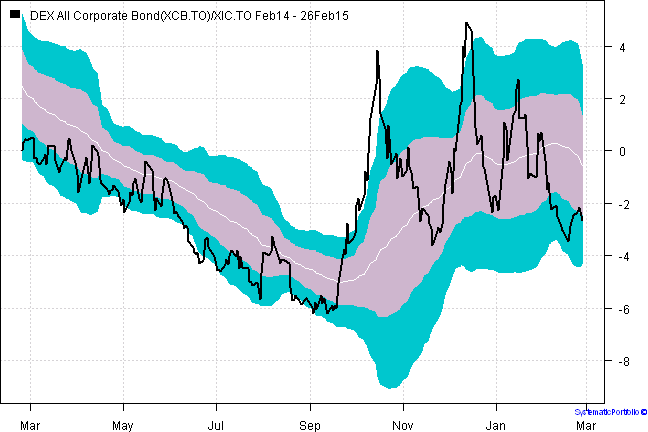 DEX All Corporate Bond(XCB.TO)/XIC.TO Feb14 - 26Feb15
4
2
0
-2
-4
-6
-8
SystematicPortfolio ©
Mar May Jul Sep Nov Jan Mar